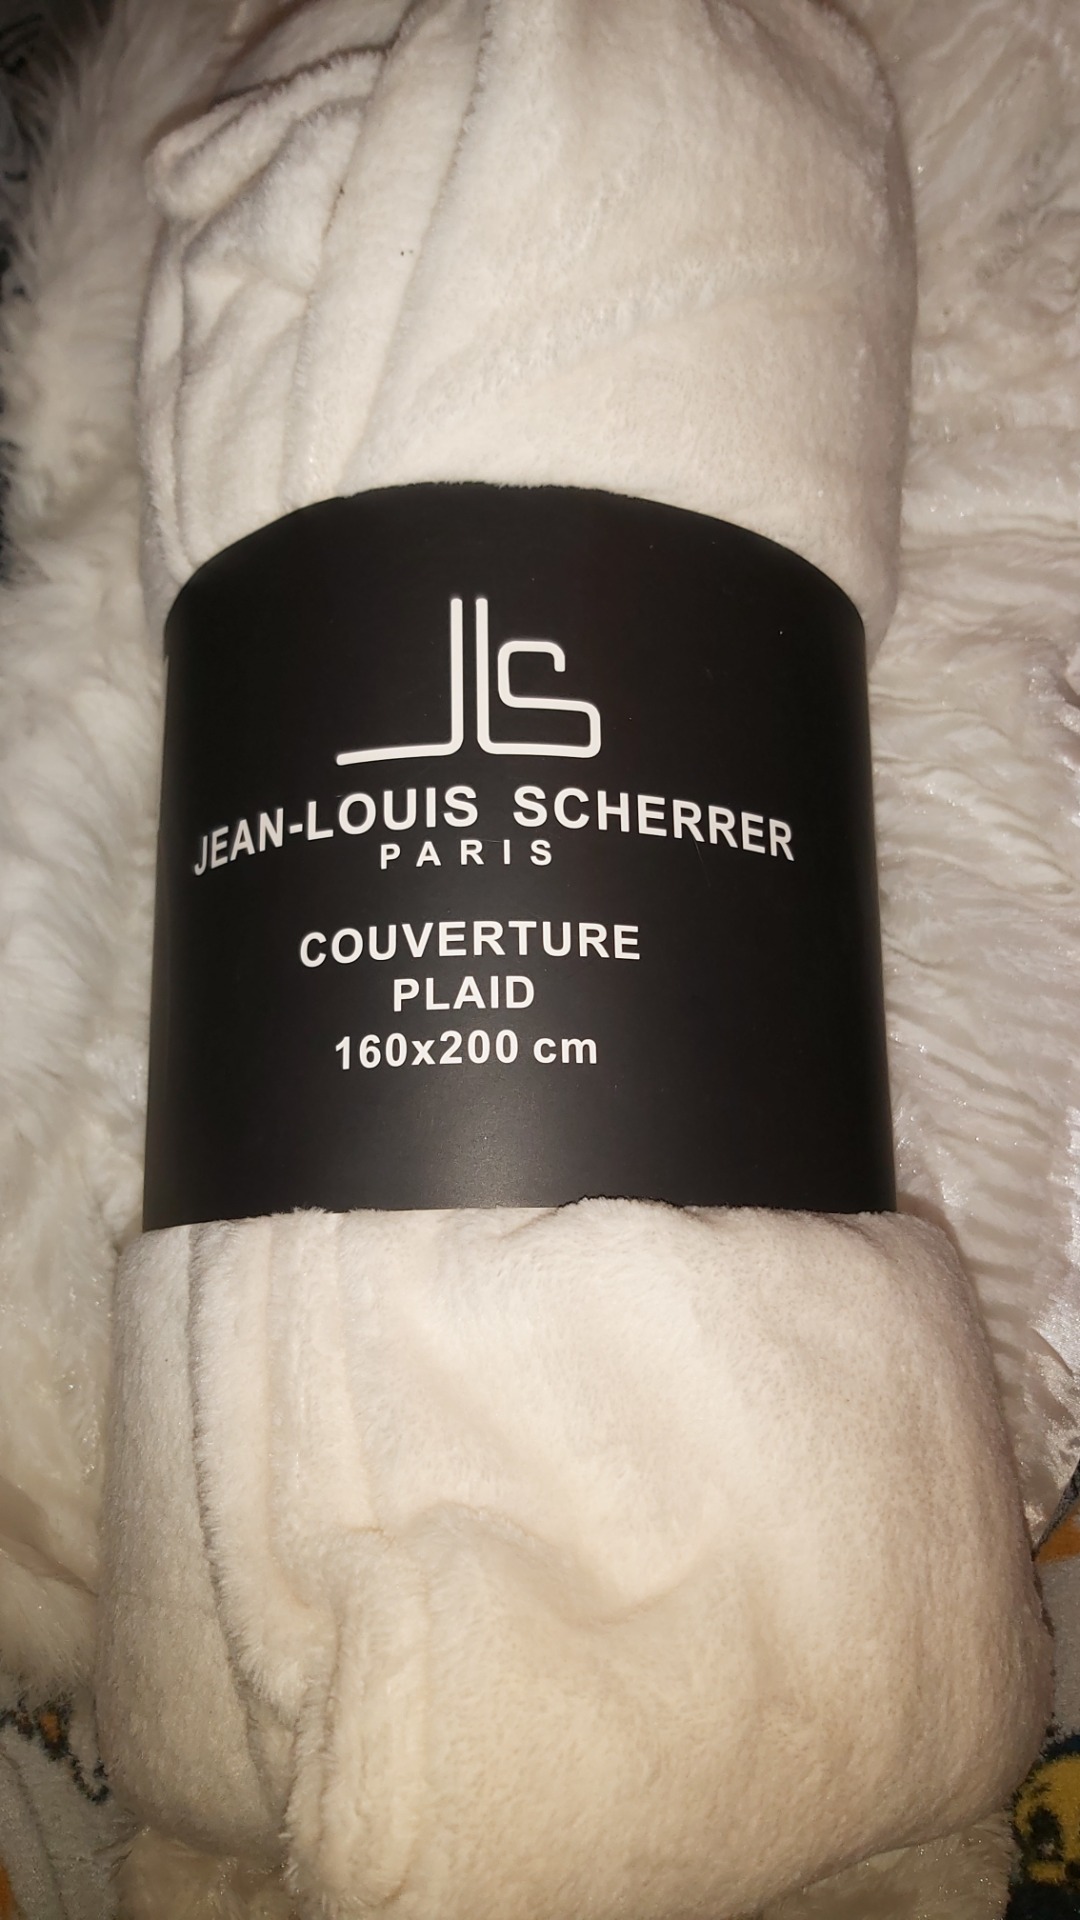 JLS
JEAN-LOUIS SCHERRER
PARIS
COUVERTURE
PLAID
160x200 cm